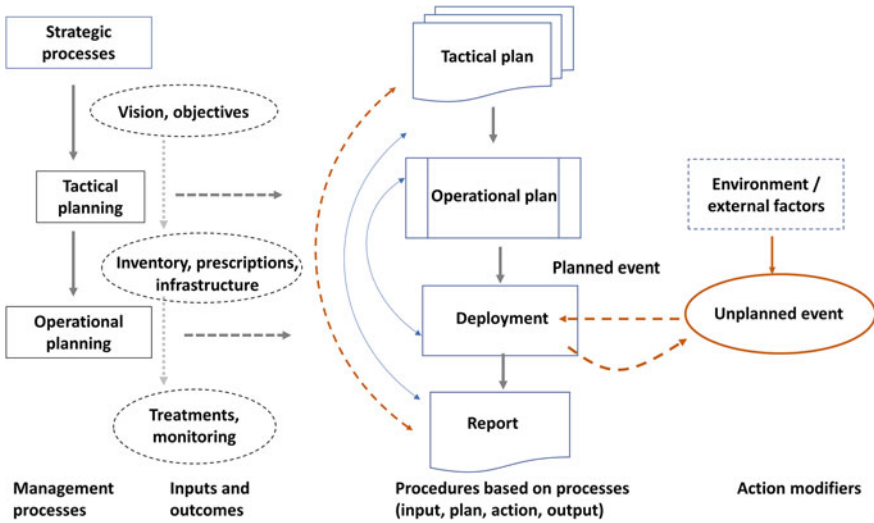 Strategic
processes
Vision, objectives
Tactical
planning
Inventory, prescriptions,
infrastructure
Operational
planning
Treatments,
monitoring
Management
processes
Inputs and
outcomes
Tactical plan
Operational plan
Planned event
Deployment
Report
Procedures based on processes
(input, plan, action, output)
Environment /
external factors
Unplanned event
Action modifiers